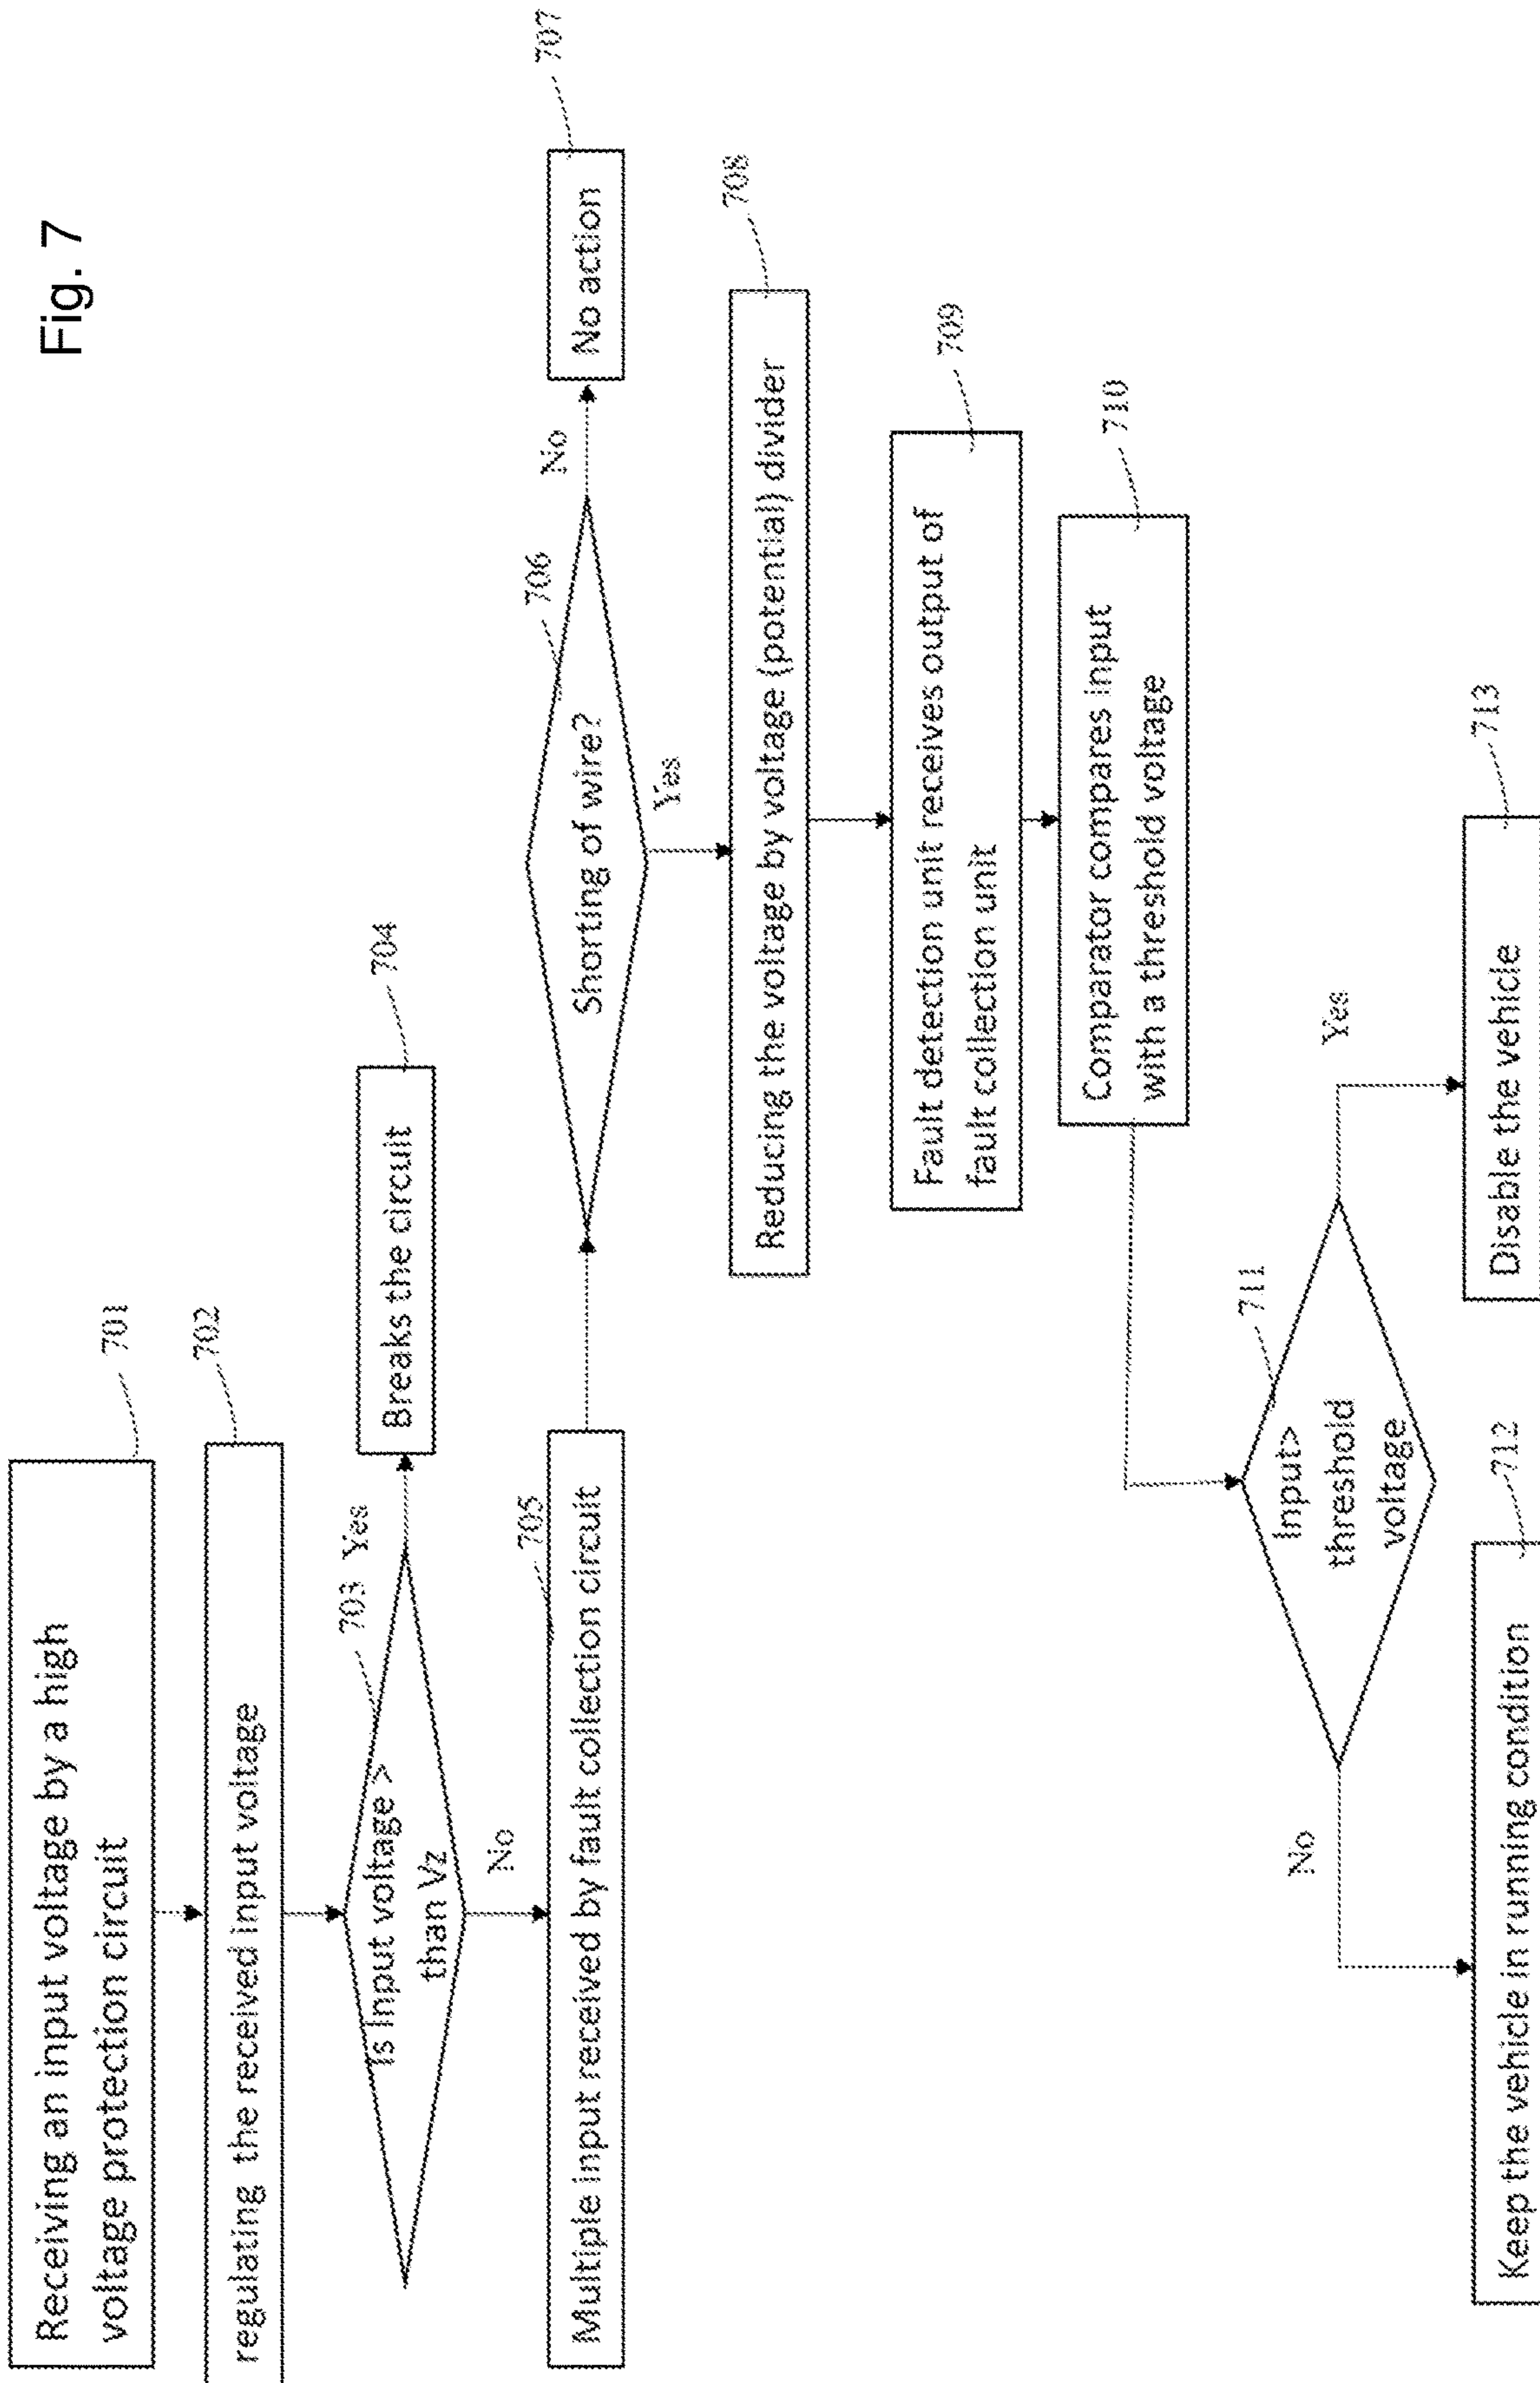 Fig. 7
Receiving an input voltage by a high
voltage protection circuit
701
regulating the received input voltage
702
Is Input voltage >
than Vz
703
Yes
Breaks the circuit
704
No
Multiple input received by fault collection circuit
705
Shorting of wire?
706
No
No action
707
Yes
Reducing the voltage by voltage (potential) divider
708
Fault detection unit receives output of
fault collection unit
709
Comparator compares input
with a threshold voltage
710
Input>
threshold
voltage
711
No
Yes
Keep the vehicle in running condition
712
Disable the vehicle
713